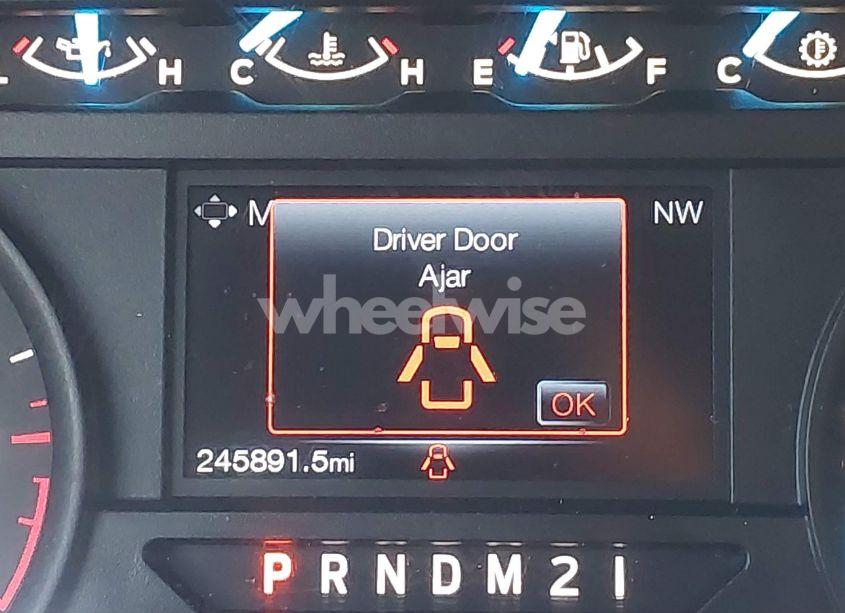 L H C H E F C
M NW
Driver Door
Ajar
wheelwise
OK
245891.5mi
P R N D M 2 1